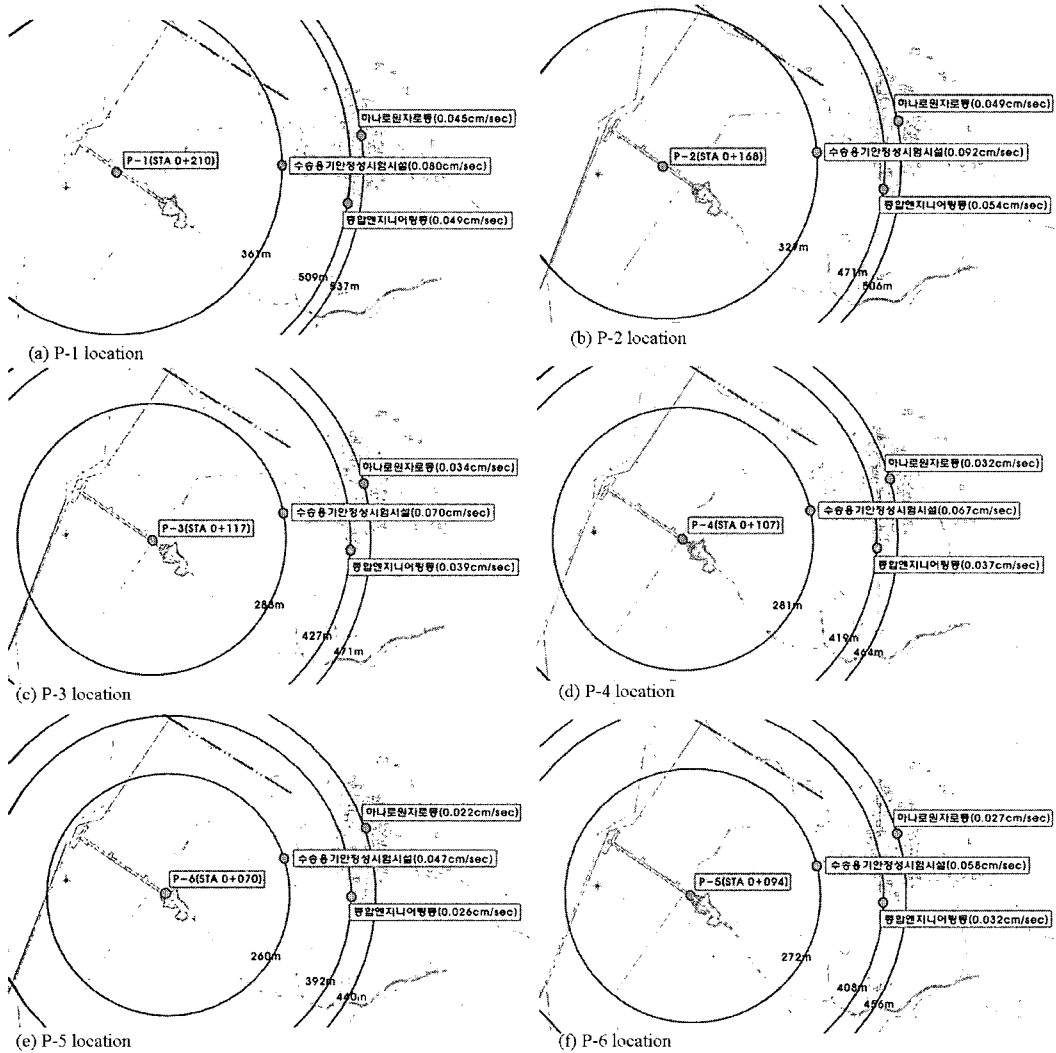 하나로원자로동(0.045cm/sec)
P-1(STA 0+210)
수송용기안정성시험시설(0.080cm/sec)
종합엔지니어링동(0.049cm/sec)
361m
509m
537m
(a) P-1 location
하나로원자로동(0.049cm/sec)
P-2(STA 0+168)
수송용기안정성시험시설(0.092cm/sec)
종합엔지니어링동(0.054cm/sec)
471m
506m
(b) P-2 location
하나로원자로동(0.034cm/sec)
수송용기안정성시험시설(0.070cm/sec)
P-3(STA 0+117)
종합엔지니어링동(0.039cm/sec)
427m
471m
(c) P-3 location
하나로원자로동(0.032cm/sec)
수송용기안정성시험시설(0.067cm/sec)
P-4(STA 0+107)
종합엔지니어링동(0.037cm/sec)
281m
419m
464m
(d) P-4 location
하나로원자로동(0.022cm/sec)
수송용기안정성시험시설(0.047cm/sec)
P-6(STA 0+070)
종합엔지니어링동(0.026cm/sec)
260m
392m
440m
(e) P-5 location
하나로원자로동(0.027cm/sec)
수송용기안정성시험시설(0.058cm/sec)
P-5(STA 0+094)
종합엔지니어링동(0.032cm/sec)
272m
408m
456m
(f) P-6 location